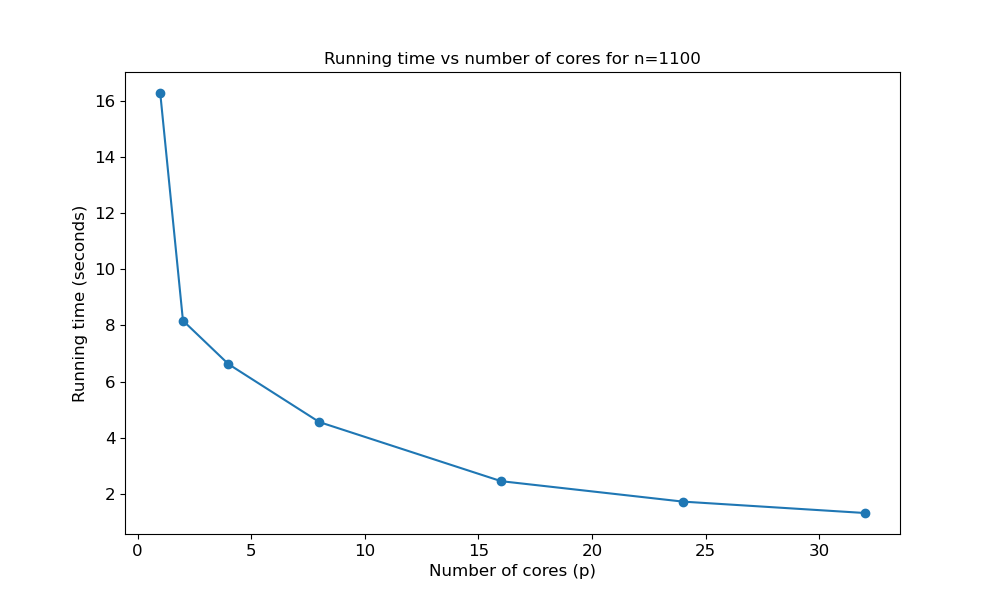 Running time vs number of cores for n=1100
16
14
12
10
8
6
4
2
Running time (seconds)
0 5 10 15 20 25 30
Number of cores (p)